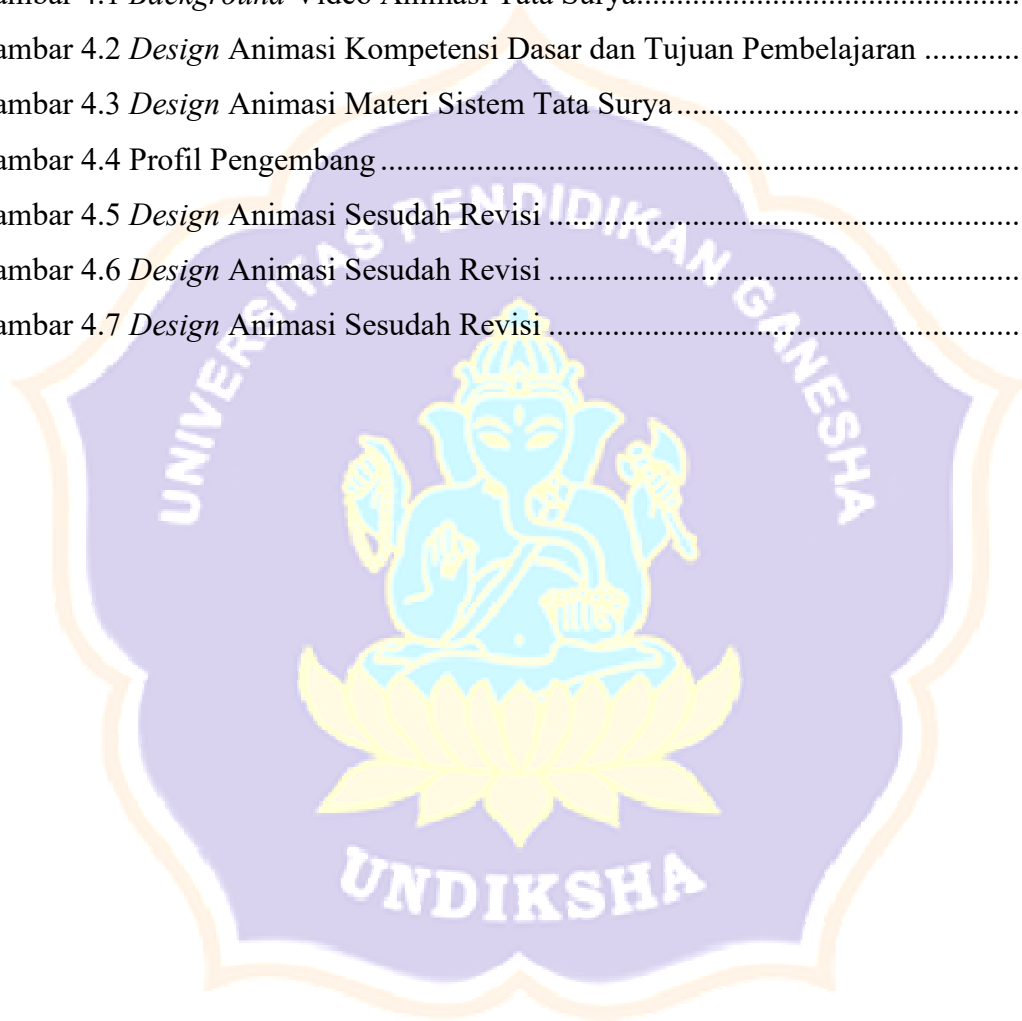 ambar 4.1 Background Video Animasi Tata Surya..............................................
ambar 4.2 Design Animasi Kompetensi Dasar dan Tujuan Pembelajaran ............
ambar 4.3 Design Animasi Materi Sistem Tata Surya...........................................
ambar 4.4 Profil Pengembang................................................................................
ambar 4.5 Design Animasi Sesudah Revisi ...........................................................
ambar 4.6 Design Animasi Sesudah Revisi ...........................................................
ambar 4.7 Design Animasi Sesudah Revisi ...........................................................
UNIVERSITAS PENDIDIKAN GANESHA
UNDIKSHA